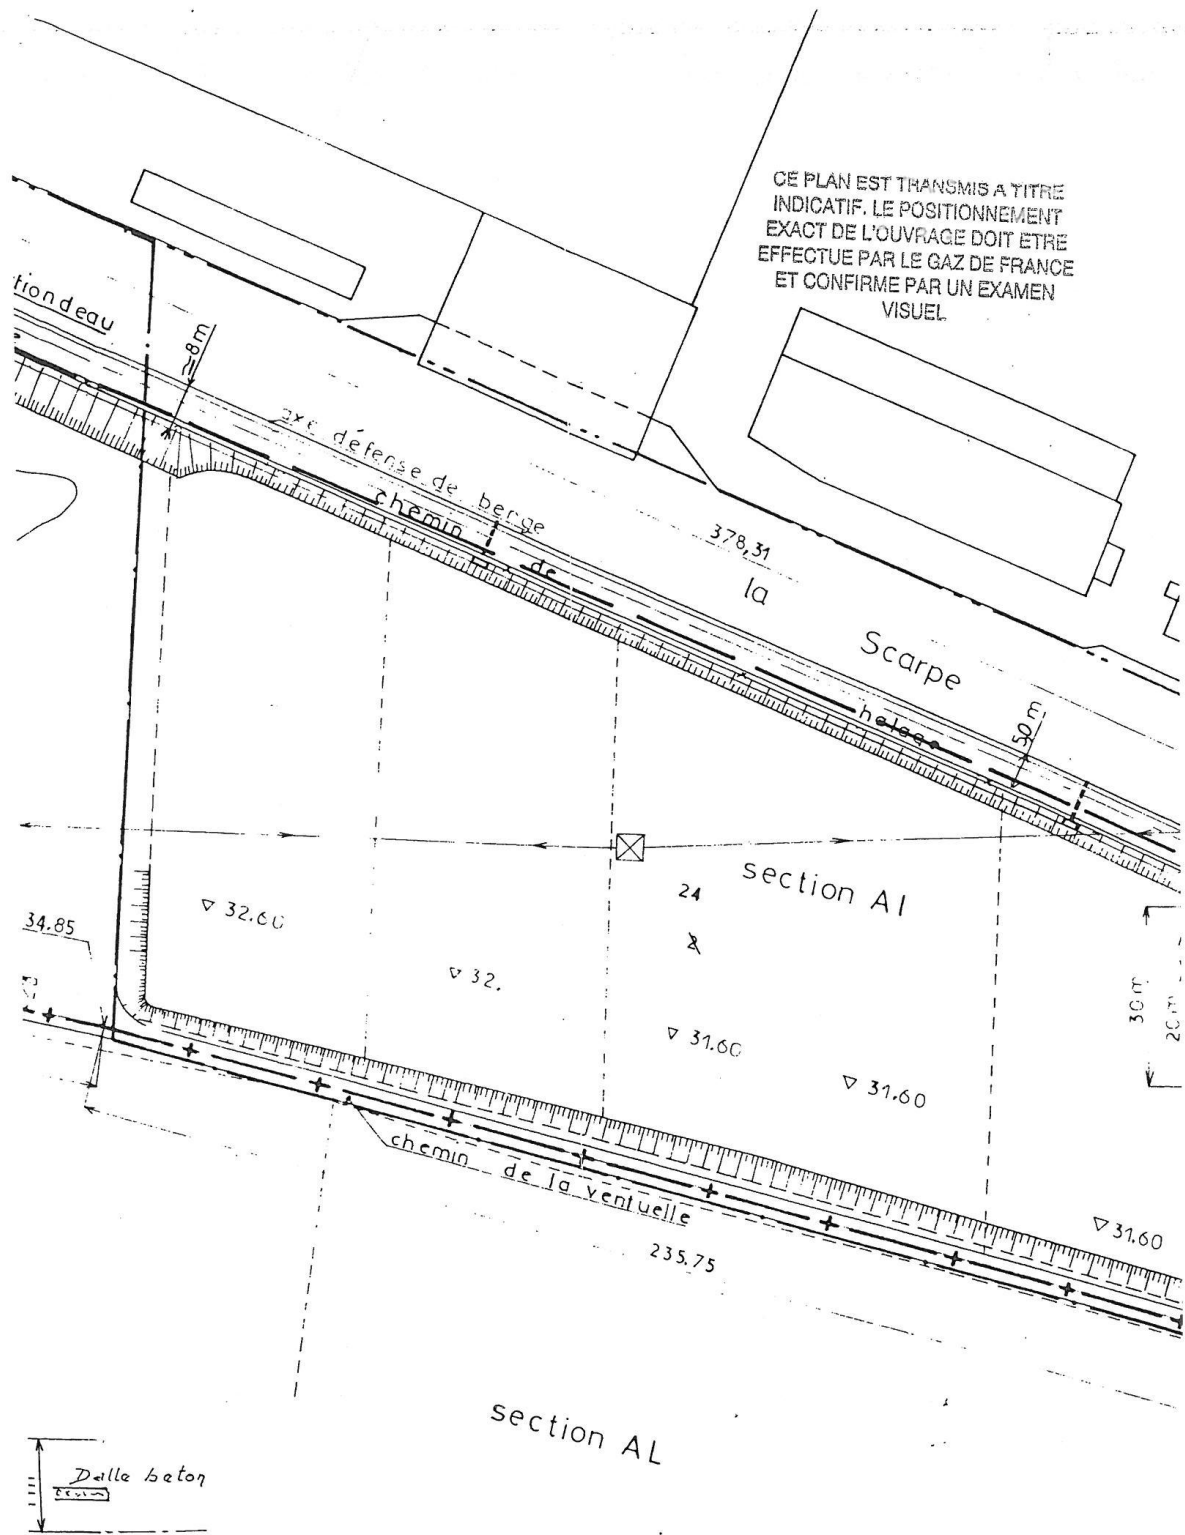 CE PLAN EST TRANSMIS A TITRE
INDICATIF. LE POSITIONNEMENT
EXACT DE L'OUVRAGE DOIT ETRE
EFFECTUE PAR LE GAZ DE FRANCE
ET CONFIRME PAR UN EXAMEN
VISUEL
tiondeau
≈8m
axe défense de berge
chemin de halage
378,31
la Scarpe
50 m
section AI
24
34.85
▽ 32.60
▽ 32.
30m
20m
▽ 31.60
▽ 31.60
chemin de la ventuelle
▽ 31.60
235.75
section AL
Dalle beton